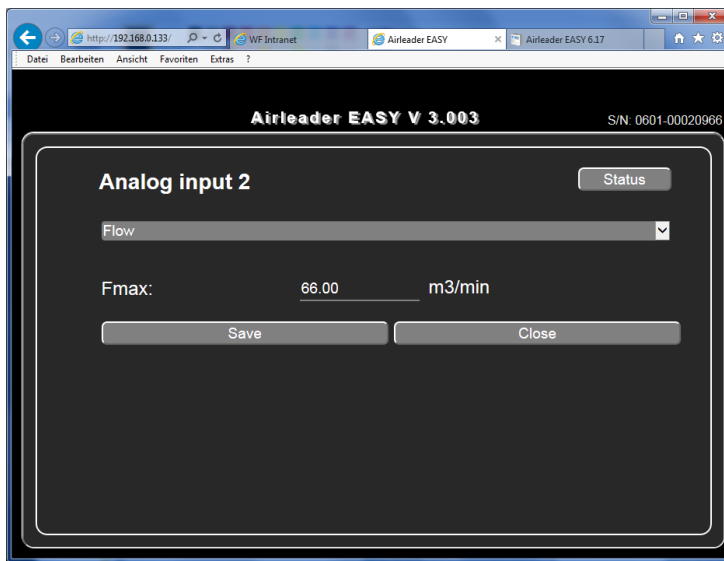 http://192.168.0.133/
WF Intranet
Airleader EASY
Airleader EASY 6.17
Datei Bearbeiten Ansicht Favoriten Extras ?
Airleader EASY V 3.003
S/N: 0601-00020966
Analog input 2
Status
Flow
Fmax: 66.00 m3/min
Save Close